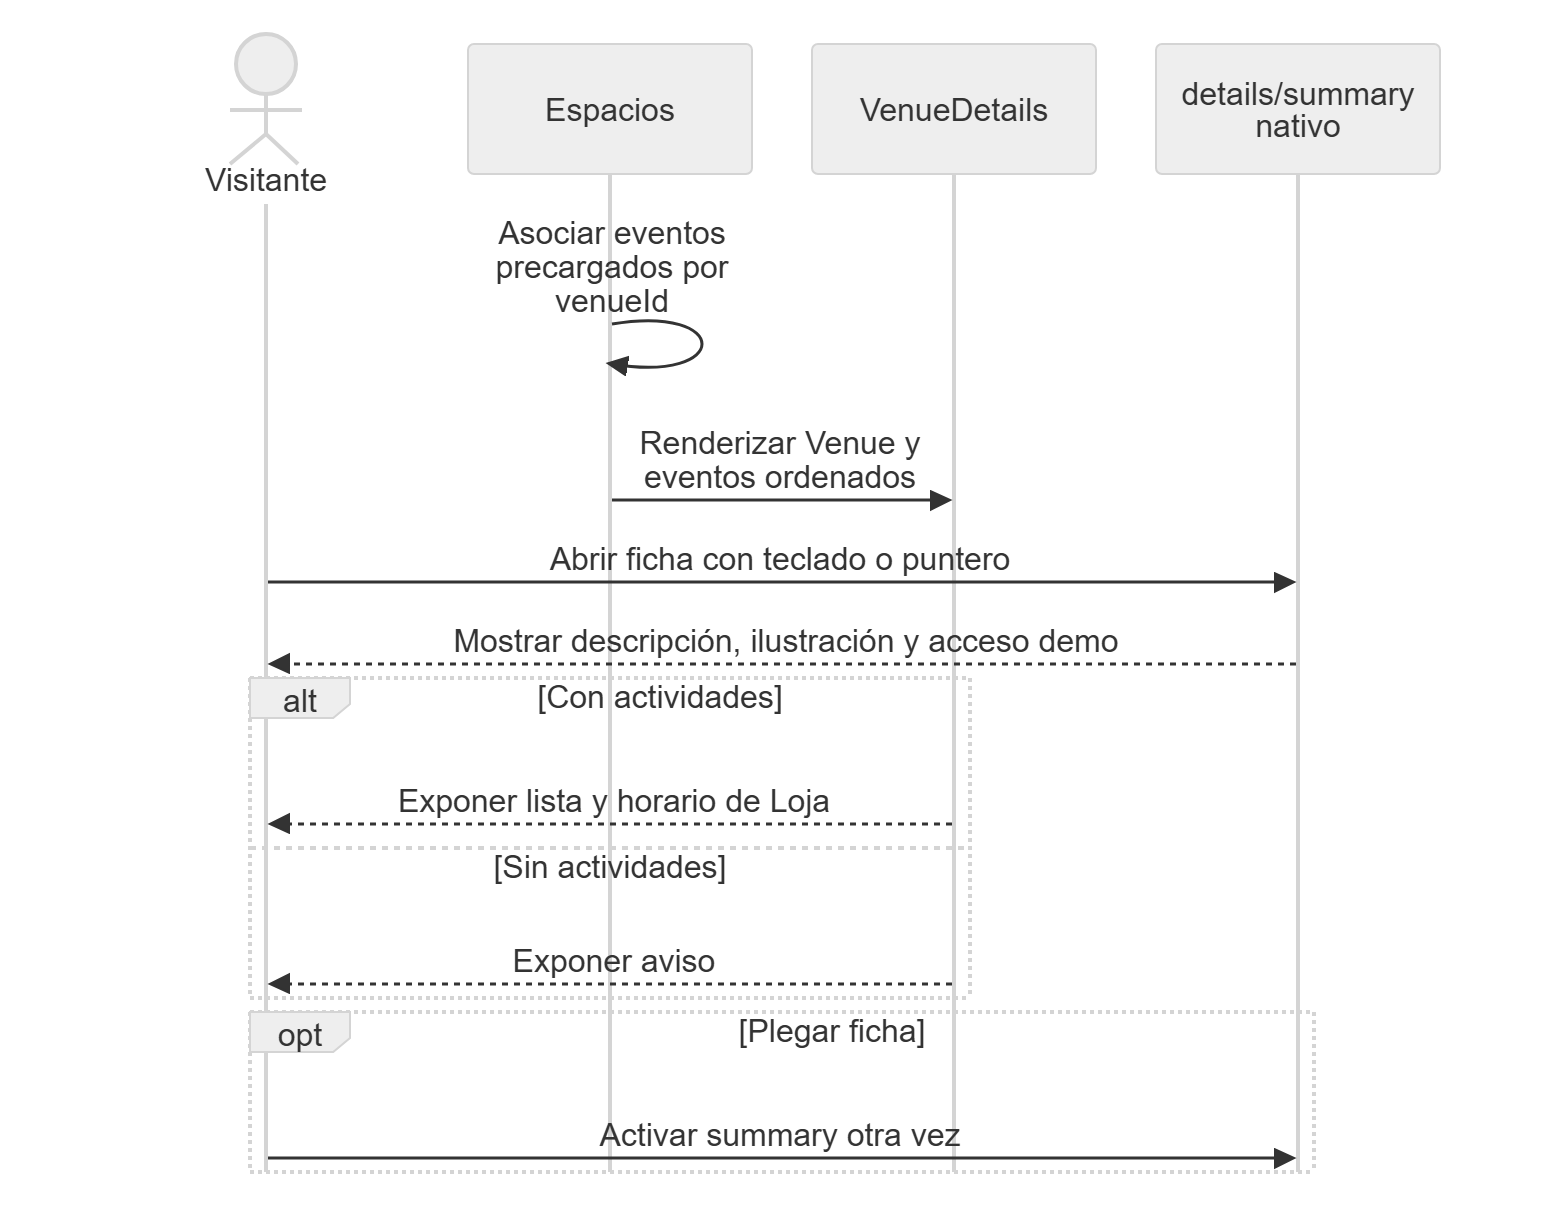 Visitante
Espacios
VenueDetails
details/summary
nativo
Asociar eventos
precargados por
venueId
Renderizar Venue y
eventos ordenados
Abrir ficha con teclado o puntero
Mostrar descripción, ilustración y acceso demo
alt
[Con actividades]
Exponer lista y horario de Loja
[Sin actividades]
Exponer aviso
opt
[Plegar ficha]
Activar summary otra vez